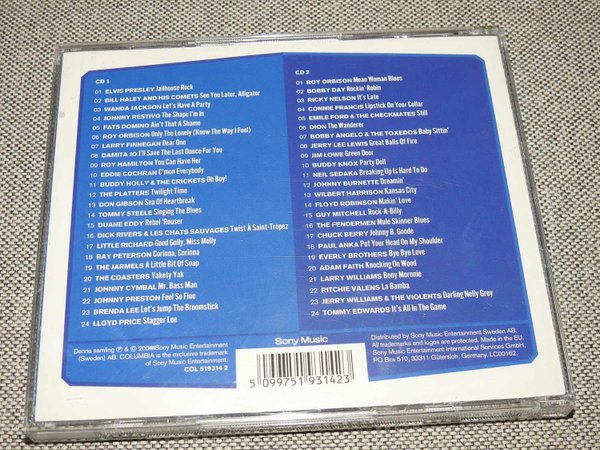 CD 1
01 ELVIS PRESLEY Jailhouse Rock
02 BILL HALEY AND HIS COMETS See You Later, Alligator
03 WANDA JACKSON Let's Have A Party
04 JOHNNY RESTIVO The Shape I'm In
05 FATS DOMINO Ain't That A Shame
06 ROY ORBISON Only The Lonely (Know The Way I Feel)
07 LARRY FINNEGAN Dear One
08 DAMITA JO I'll Save The Last Dance For You
09 ROY HAMILTON You Can Have Her
10 EDDIE COCHRAN C'mon Everybody
11 BUDDY HOLLY & THE CRICKETS Oh Boy!
12 THE PLATTERS Twilight Time
13 DON GIBSON Sea Of Heartbreak
14 TOMMY STEELE Singing The Blues
15 DUANE EDDY Rebel 'Rouser
16 DICK RIVERS & LES CHATS SAUVAGES Twist À Saint-Tropez
17 LITTLE RICHARD Good Golly, Miss Molly
18 RAY PETERSON Corinna, Corinna
19 THE JARMELS A Little Bit Of Soap
20 THE COASTERS Yakety Yak
21 JOHNNY CYMBAL Mr. Bass Man
22 JOHNNY PRESTON Feel So Fine
23 BRENDA LEE Let's Jump The Broomstick
24 LLOYD PRICE Stagger Lee
CD 2
01 ROY ORBISON Mean Woman Blues
02 BOBBY DAY Rockin' Robin
03 RICKY NELSON It's Late
04 CONNIE FRANCIS Lipstick On Your Collar
05 EMILE FORD & THE CHECKMATES Still
06 DION The Wanderer
07 BOBBY ANGELO & THE TOXEDOS Baby Sittin'
08 JERRY LEE LEWIS Great Balls Of Fire
09 JIM LOWE Green Door
10 BUDDY KNOX Party Doll
11 NEIL SEDAKA Breaking Up Is Hard To Do
12 JOHNNY BURNETTE Dreamin'
13 WILBERT HARRISON Kansas City
14 FLOYD ROBINSON Makin' Love
15 GUY MITCHELL Rock-A-Billy
16 THE FENDERMEN Mule Skinner Blues
17 CHUCK BERRY Johnny B. Goode
18 PAUL ANKA Put Your Head On My Shoulder
19 EVERLY BROTHERS Bye Bye Love
20 ADAM FAITH Knocking On Wood
21 LARRY WILLIAMS Bony Moronie
22 RITCHIE VALENS La Bamba
23 JERRY WILLIAMS & THE VIOLENTS Darling Nelly Grey
24 TOMMY EDWARDS It's All In The Game
Denna samling ℗ & © Sony Music Entertainment
(Sweden) AB. COLUMBIA is the exclusive trademark
of Sony Music Entertainment.
COL 519314 2
Sony Music
5 099751 931423
Distributed by Sony Music Entertainment Sweden AB.
All trademarks and logos are protected. Made in the EU.
Sony Music Entertainment International Services GmbH,
PO Box 510, 33311 Gütersloh, Germany. LC00162.